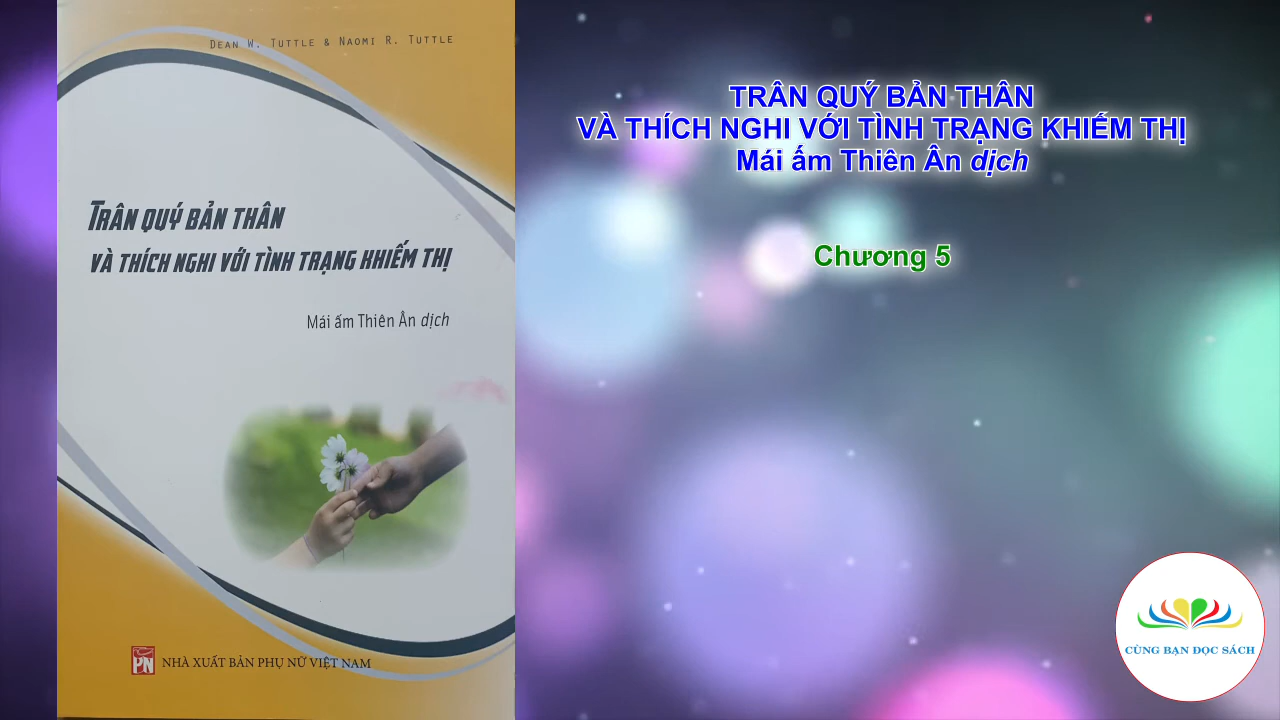 DEAN W. TUTTLE & NAOMI R. TUTTLE
TRÂN QUÝ BẢN THÂN
VÀ THÍCH NGHI VỚI TÌNH TRẠNG KHIẾM THỊ
Mái ấm Thiên Ân dịch
PN NHÀ XUẤT BẢN PHỤ NỮ VIỆT NAM
TRÂN QUÝ BẢN THÂN
VÀ THÍCH NGHI VỚI TÌNH TRẠNG KHIẾM THỊ
Mái ấm Thiên Ân dịch
Chương 5
CÙNG BẠN ĐỌC SÁCH